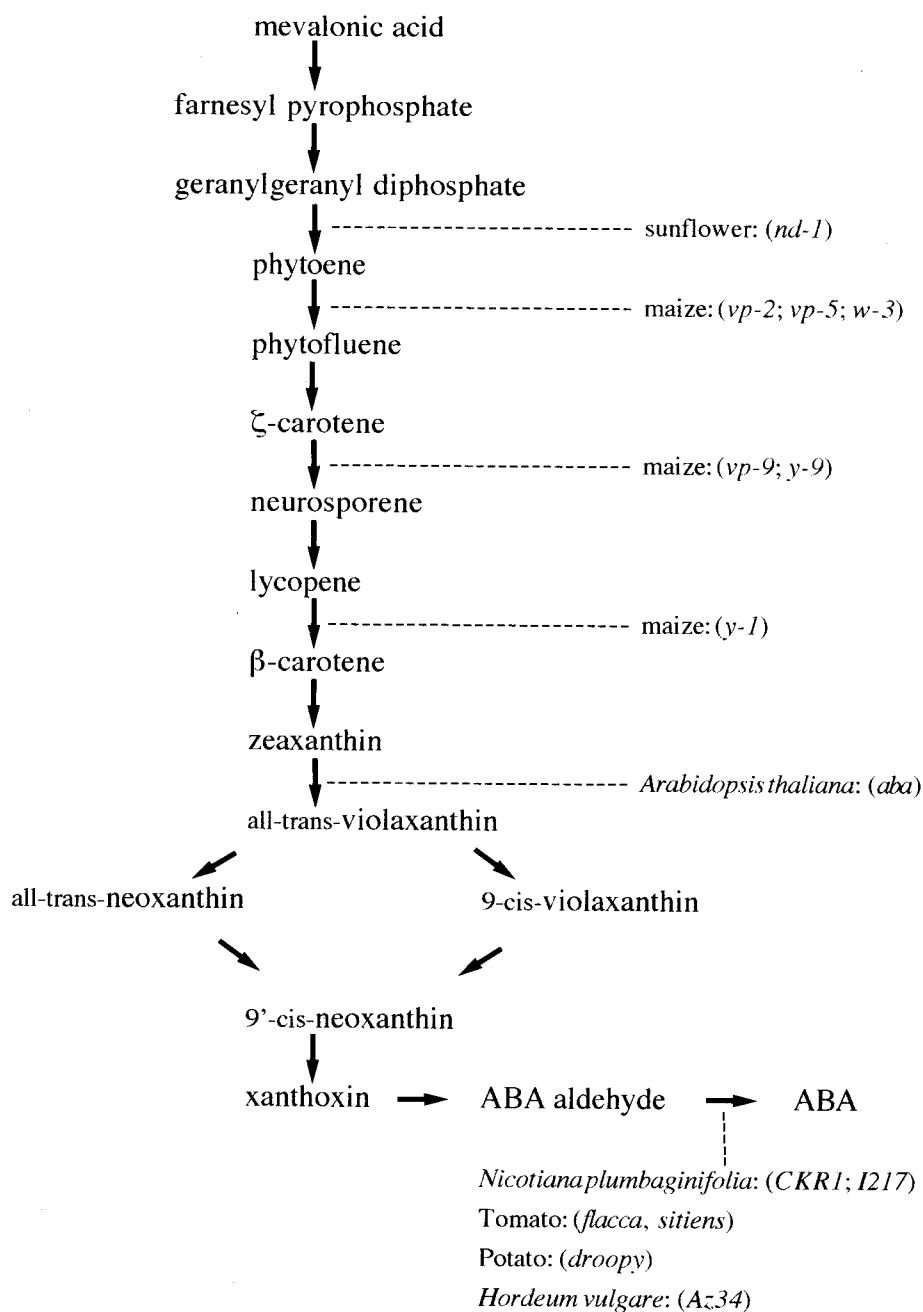 mevalonic acid
farnesyl pyrophosphate
geranylgeranyl diphosphate
sunflower: (nd-1)
phytoene
maize: (vp-2; vp-5; w-3)
phytofluene
ζ-carotene
maize: (vp-9; y-9)
neurosporene
lycopene
maize: (y-1)
β-carotene
zeaxanthin
Arabidopsis thaliana: (aba)
all-trans-violaxanthin
all-trans-neoxanthin
9-cis-violaxanthin
9’-cis-neoxanthin
xanthoxin
ABA aldehyde
ABA
Nicotiana plumbaginifolia: (CKR1; I217)
Tomato: (flacca, sitiens)
Potato: (droopy)
Hordeum vulgare: (Az34)